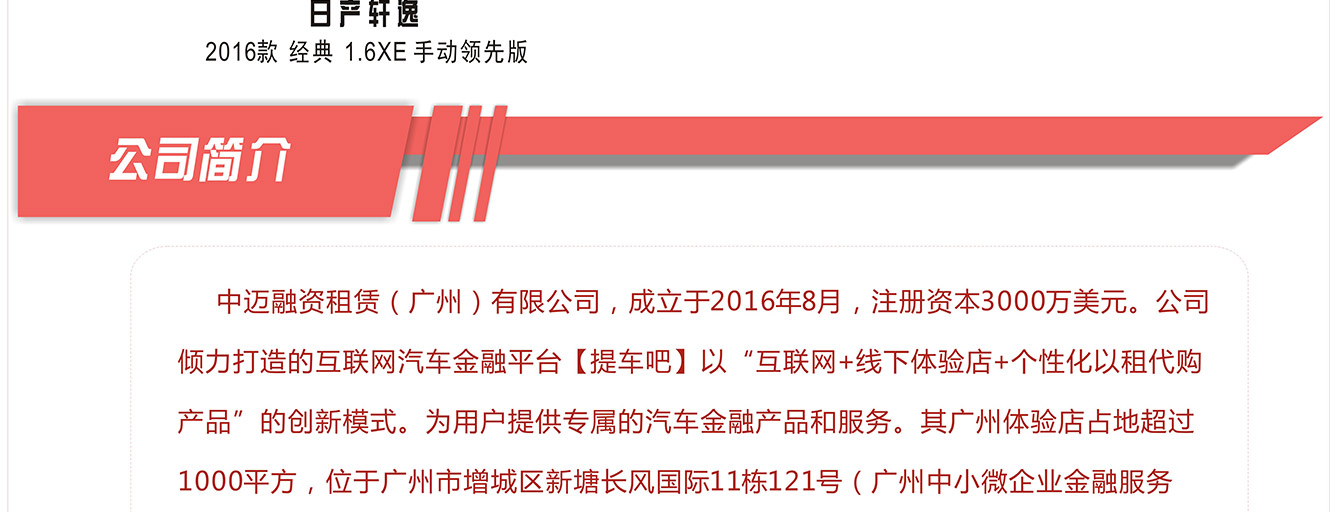 日产轩逸
2016款 经典 1.6XE 手动领先版
公司简介
中迈融资租赁（广州）有限公司，成立于2016年8月，注册资本3000万美元。公司
倾力打造的互联网汽车金融平台【提车吧】以“互联网+线下体验店+个性化以租代购
产品”的创新模式。为用户提供专属的汽车金融产品和服务。其广州体验店占地超过
1000平方，位于广州市增城区新塘长风国际11栋121号（广州中小微企业金融服务